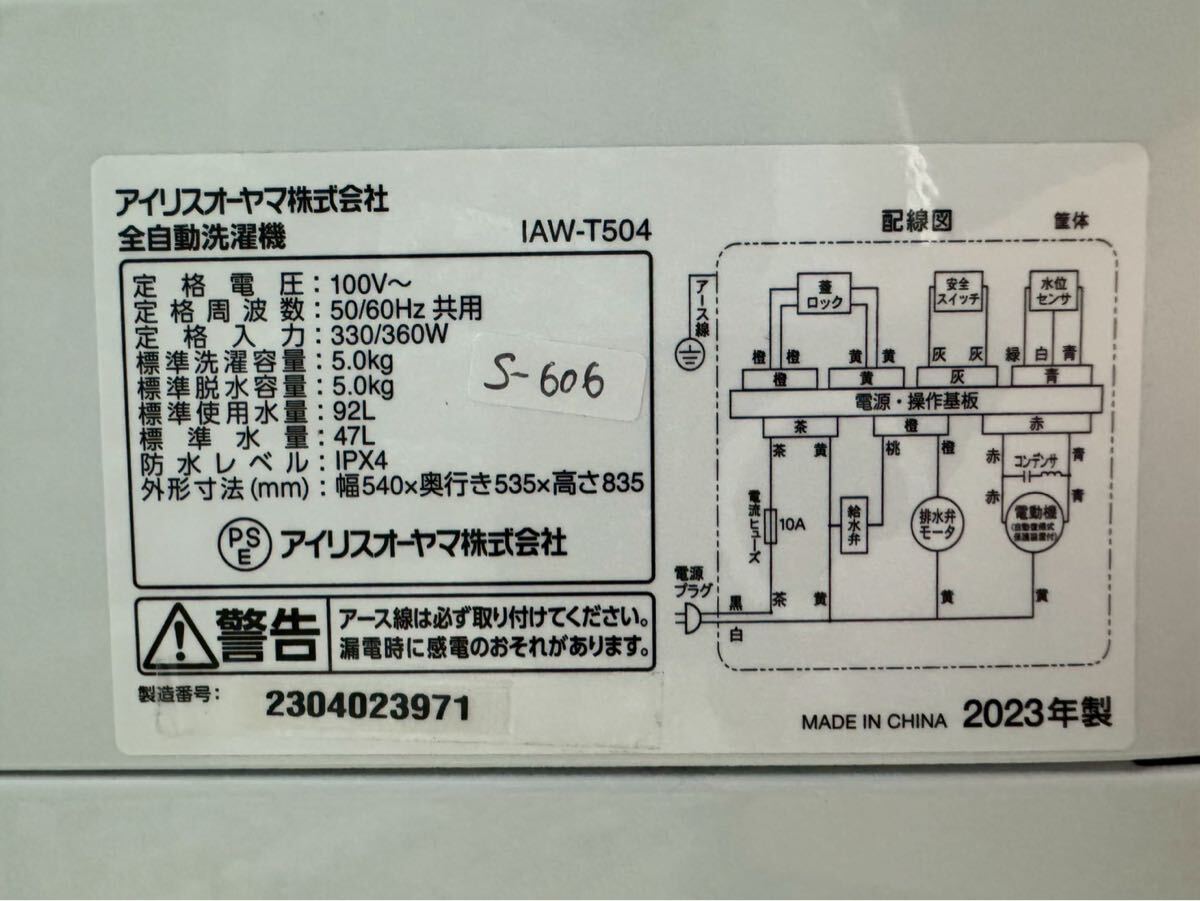 アイリスオーヤマ株式会社
全自動洗濯機 IAW-T504
定格電圧:100V～
定格周波数:50/60Hz 共用
定格入力:330/360W
標準洗濯容量:5.0kg
標準脱水容量:5.0kg
標準使用水量:92L
標準水量:47L
防水レベル:IPX4
外形寸法(mm):幅540×奥行き535×高さ835
S-606
PS
E
アイリスオーヤマ株式会社
警告
アース線は必ず取り付けてください。
漏電時に感電のおそれがあります。
製造番号: 2304023971
配線図 筐体
アース線
蓋
ロック
安全
スイッチ
水位
センサ
橙 橙 黄 黄 灰 灰 緑 白 青
橙 黄 灰 青
電源・操作基板
茶 橙 赤
茶 黄 桃 橙 赤 青
コンデンサ
赤 青
電流ヒューズ
10A
給水弁
排水弁
モータ
電動機
(自動復帰式
保護装置付)
電源
プラグ
黒 茶 黄 黄 黄
白
MADE IN CHINA 2023年製